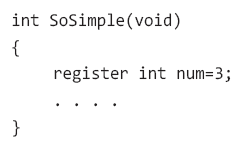 int SoSimple(void)
{
register int num=3;
. . . .
}